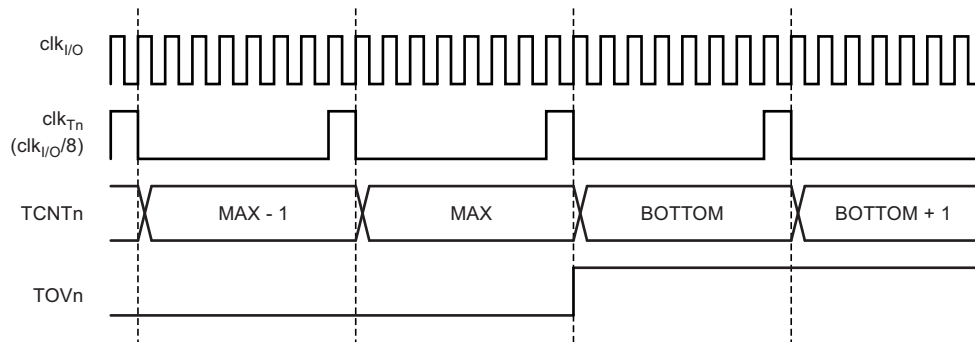 clkI/O
clkTn
(clkI/O/8)
TCNTn MAX - 1 MAX BOTTOM BOTTOM + 1
TOVn